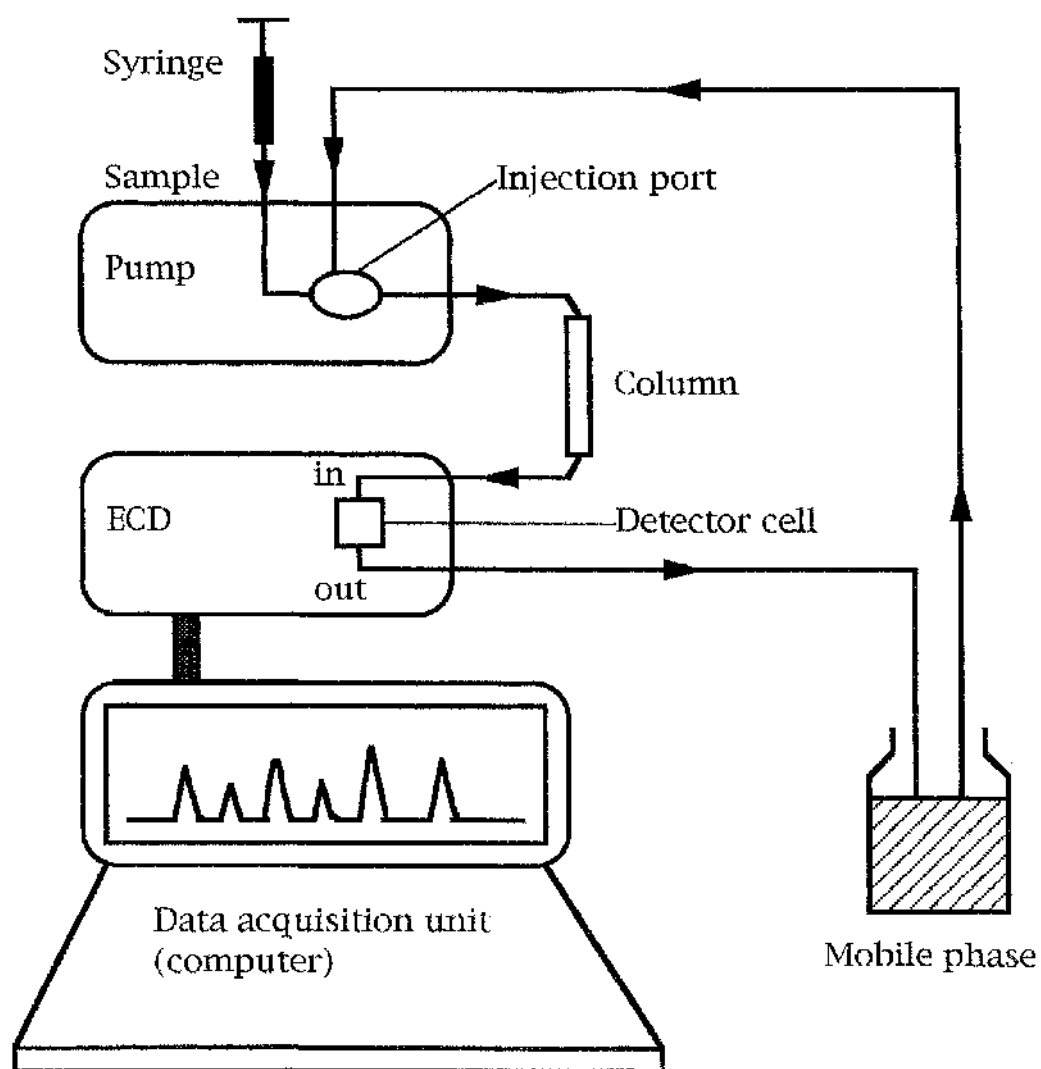 Syringe
Sample
Injection port
Pump
Column
in
ECD
Detector cell
out
Data acquisition unit
(computer)
Mobile phase